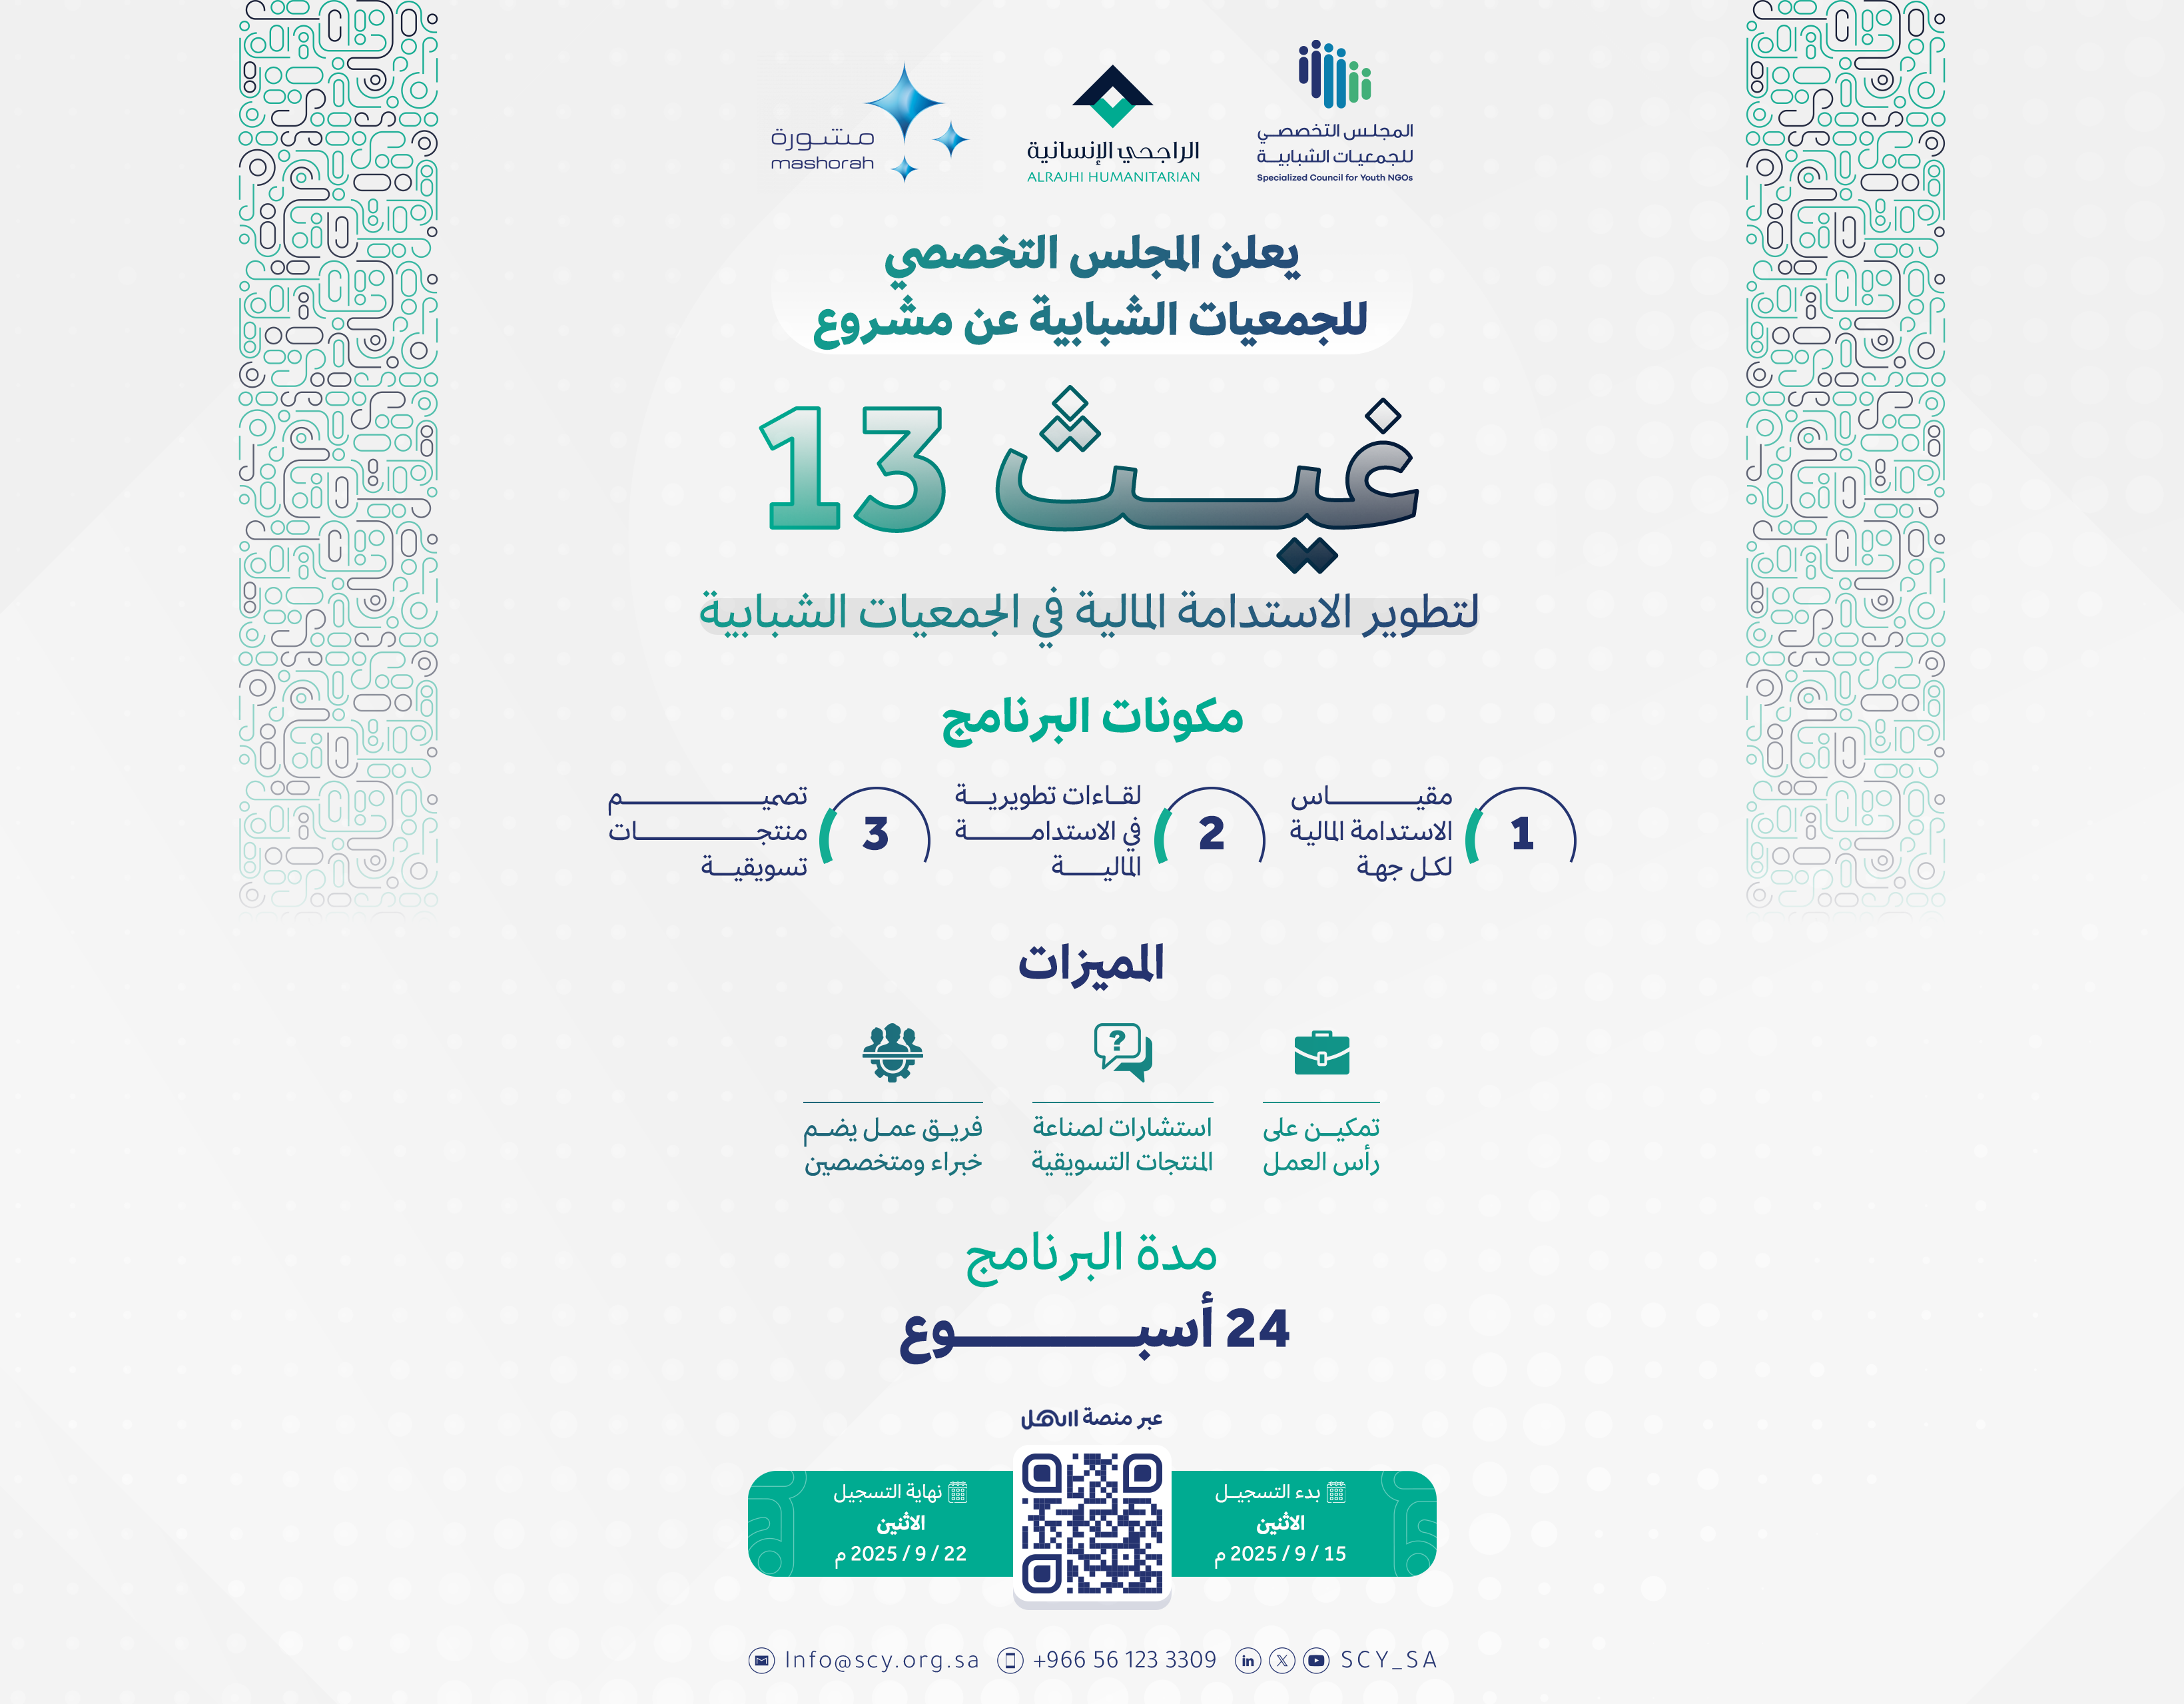 المجلس التخصصي
للجمعيات الشبابية
Specialized Council for Youth NGOs
الراجحي الإنسانية
ALRAJHI HUMANITARIAN
مشورة
mashorah
يعلن المجلس التخصصي
للجمعيات الشبابية عن مشروع
غيث 13
لتطوير الاستدامة المالية في الجمعيات الشبابية
مكونات البرنامج
1
مقياس
الاستدامة المالية
لكل جهة
2
لقاءات تطويرية
في الاستدامة
المالية
3
تصميم
منتجات
تسويقية
المميزات
تمكين على
رأس العمل
?
استشارات لصناعة
المنتجات التسويقية
فريق عمل يضم
خبراء ومتخصصين
مدة البرنامج
24 أسبوع
عبر منصة
بدء التسجيل
الاثنين
15 / 9 / 2025 م
نهاية التسجيل
الاثنين
22 / 9 / 2025 م
Info@scy.org.sa
+966 56 123 3309
SCY_SA